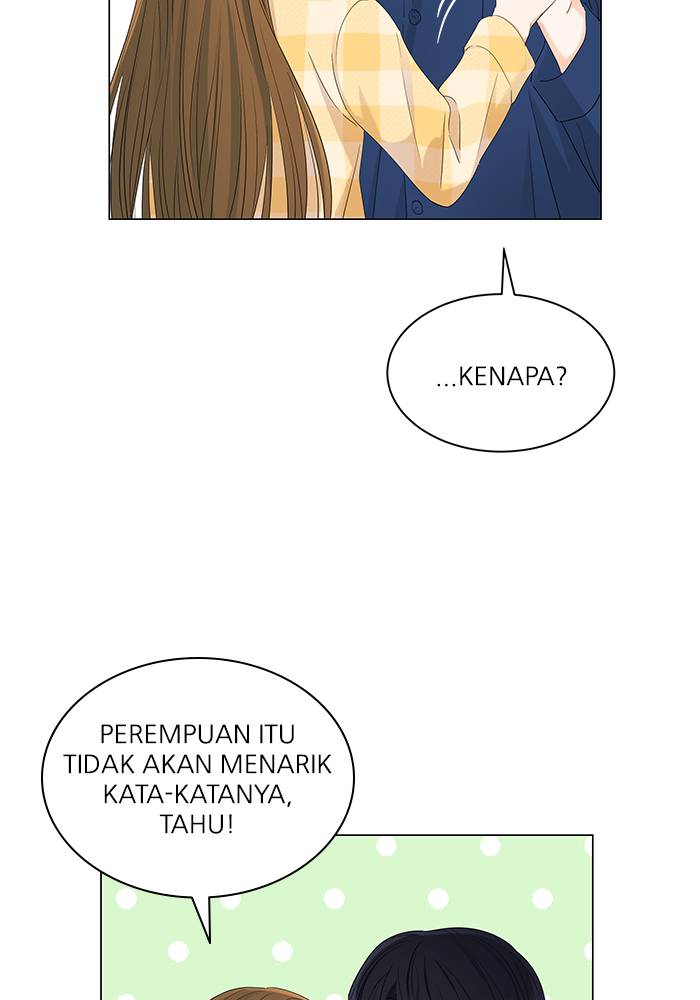 ...KENAPA?
PEREMPUAN ITU
TIDAK AKAN MENARIK
KATA-KATANYA,
TAHU!